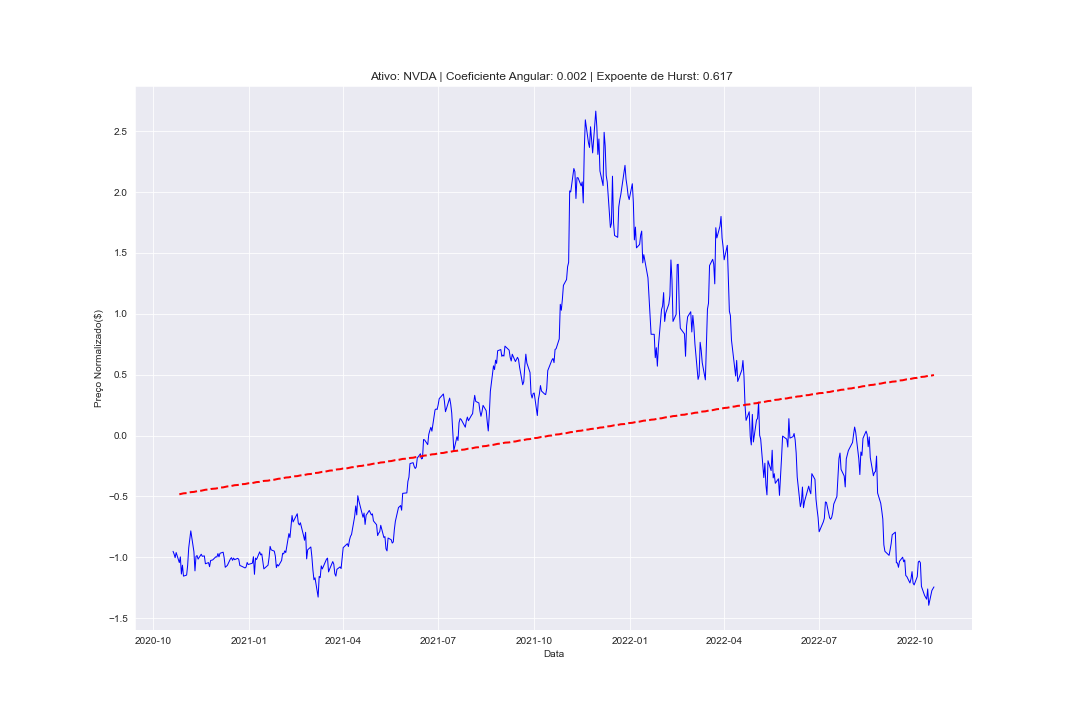 Ativo: NVDA | Coeficiente Angular: 0.002 | Expoente de Hurst: 0.617
Preço Normalizado($)
2.5
2.0
1.5
1.0
0.5
0.0
−0.5
−1.0
−1.5
2020-10 2021-01 2021-04 2021-07 2021-10 2022-01 2022-04 2022-07 2022-10
Data